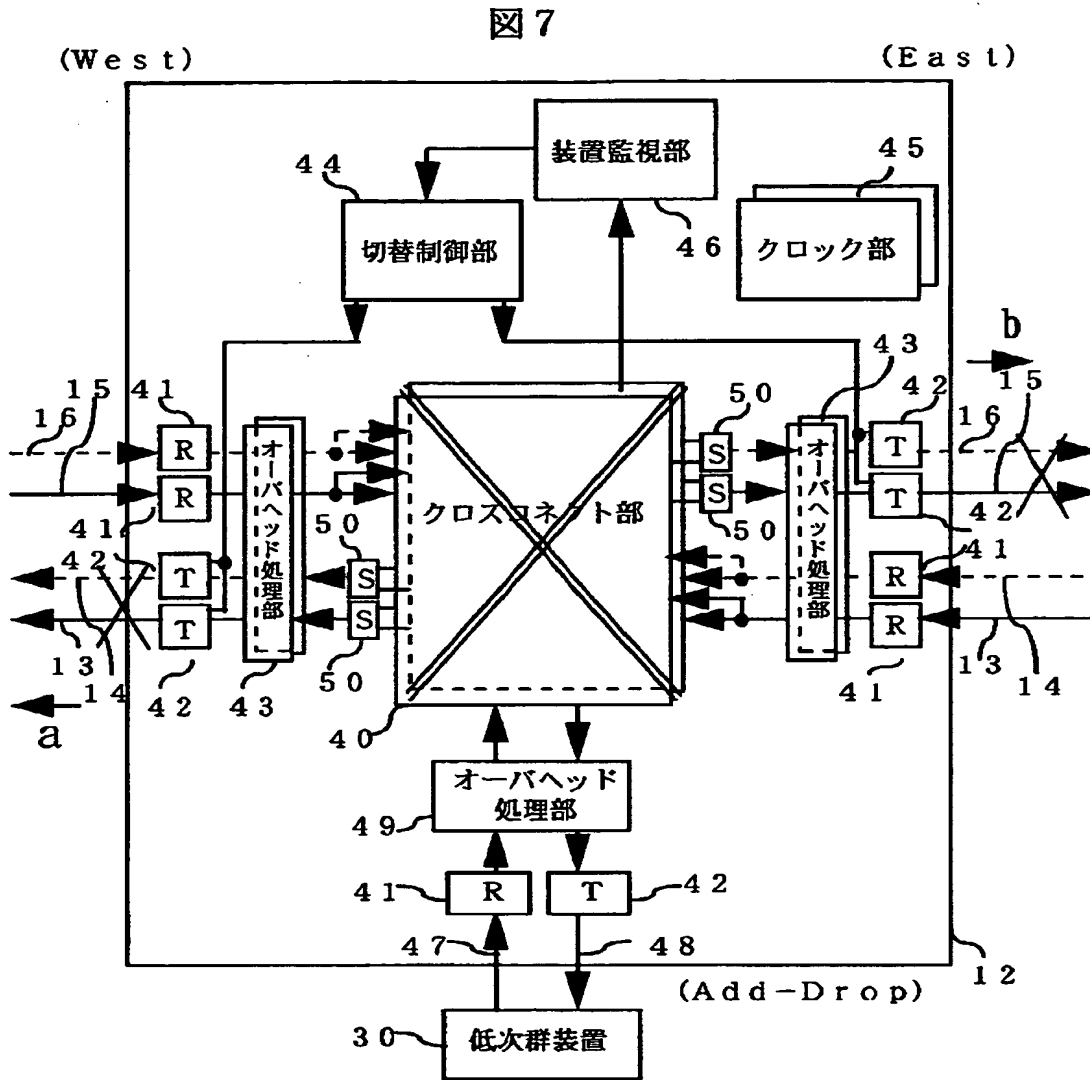 図7
(West)
(East)
装置監視部
44
45
切替制御部
46
クロック部
b
43
15
41
50
42
15
16
16
R
オーバヘッド処理部
S
オーバヘッド処理部
T
R
S
T
クロスコネクト部
50
42
41
50
41
42
T
S
R
T
S
R
13
14
42
43
50
40
41
13
14
a
オーバヘッド
処理部
49
41
R
T
42
47
48
12
(Add-Drop)
30
低次群装置